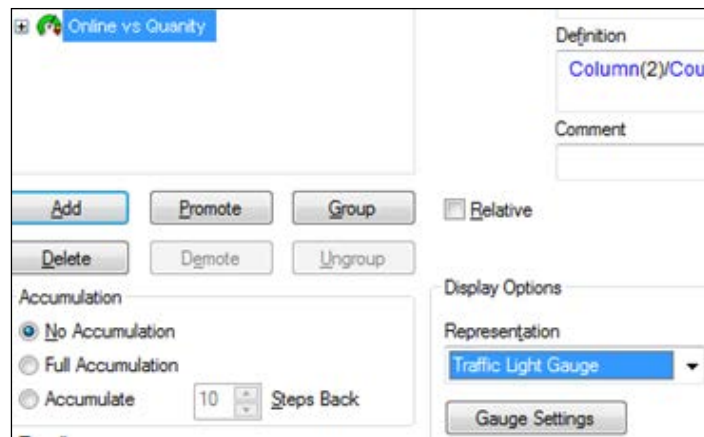 Online vs Quanity
Definition
Column(2)/Cou
Comment
Add Promote Group Relative
Delete Demote Ungroup
Accumulation
No Accumulation
Full Accumulation
Accumulate 10 Steps Back
Display Options
Representation
Traffic Light Gauge
Gauge Settings